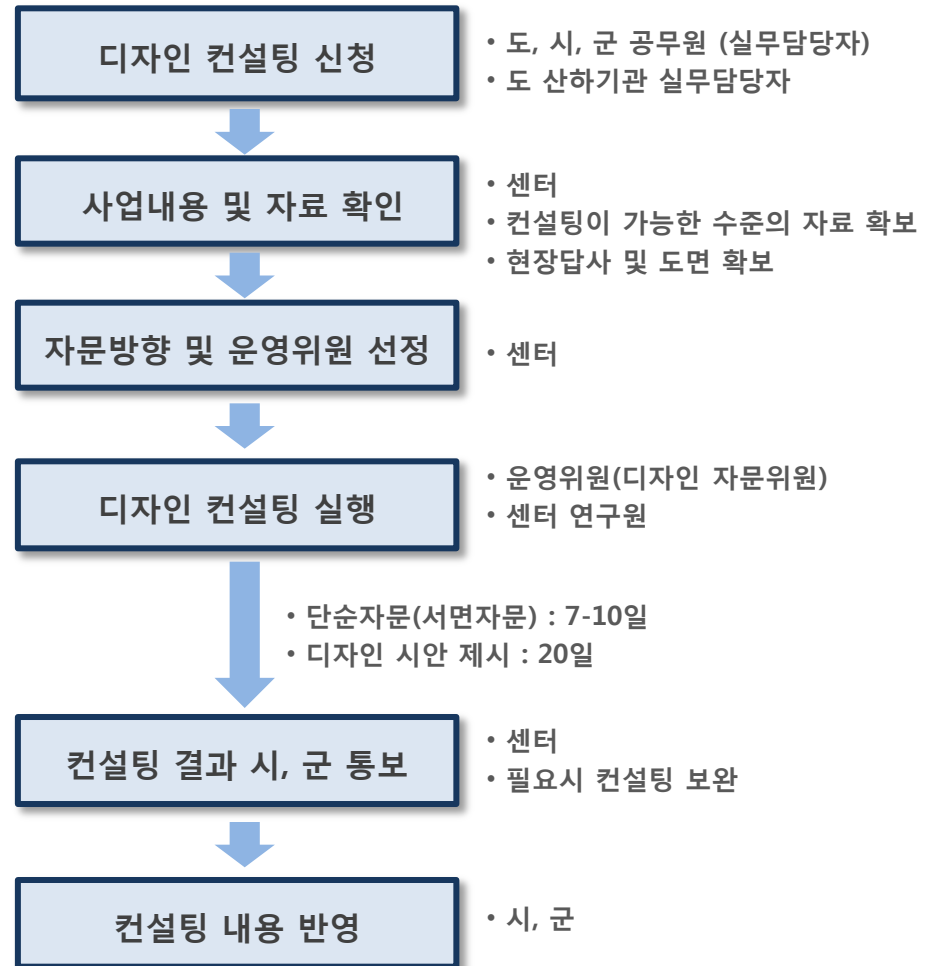 디자인 컨설팅 신청
• 도, 시, 군 공무원 (실무담당자)
• 도 산하기관 실무담당자
사업내용 및 자료 확인
• 센터
• 컨설팅이 가능한 수준의 자료 확보
• 현장답사 및 도면 확보
자문방향 및 운영위원 선정
• 센터
디자인 컨설팅 실행
• 운영위원(디자인 자문위원)
• 센터 연구원
• 단순자문(서면자문) : 7-10일
• 디자인 시안 제시 : 20일
컨설팅 결과 시, 군 통보
• 센터
• 필요시 컨설팅 보완
컨설팅 내용 반영
• 시, 군